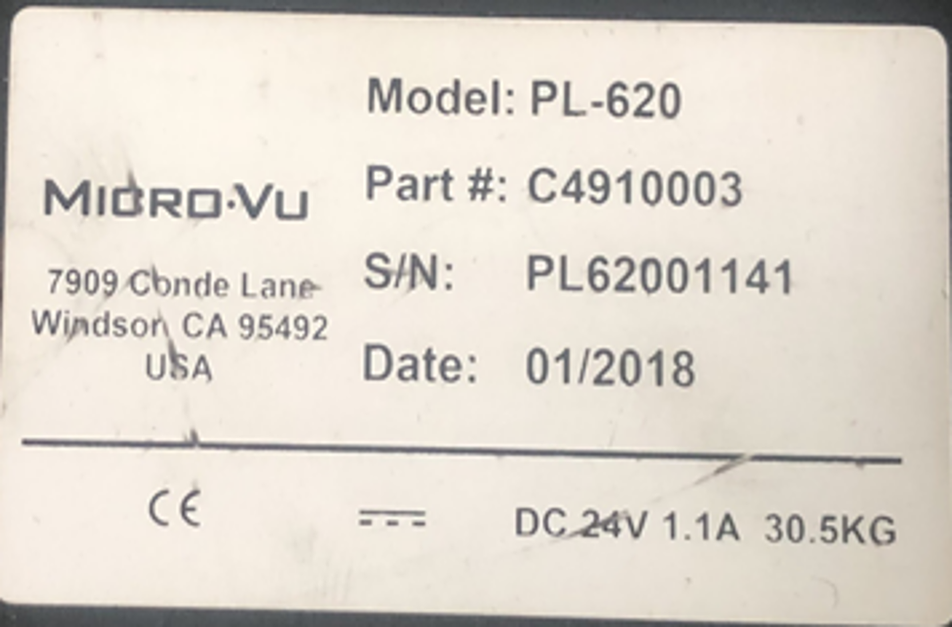 MICRO·VU
7909 Conde Lane
Windsor, CA 95492
USA
Model: PL-620
Part #: C4910003
S/N: PL62001141
Date: 01/2018
CE
DC 24V 1.1A 30.5KG